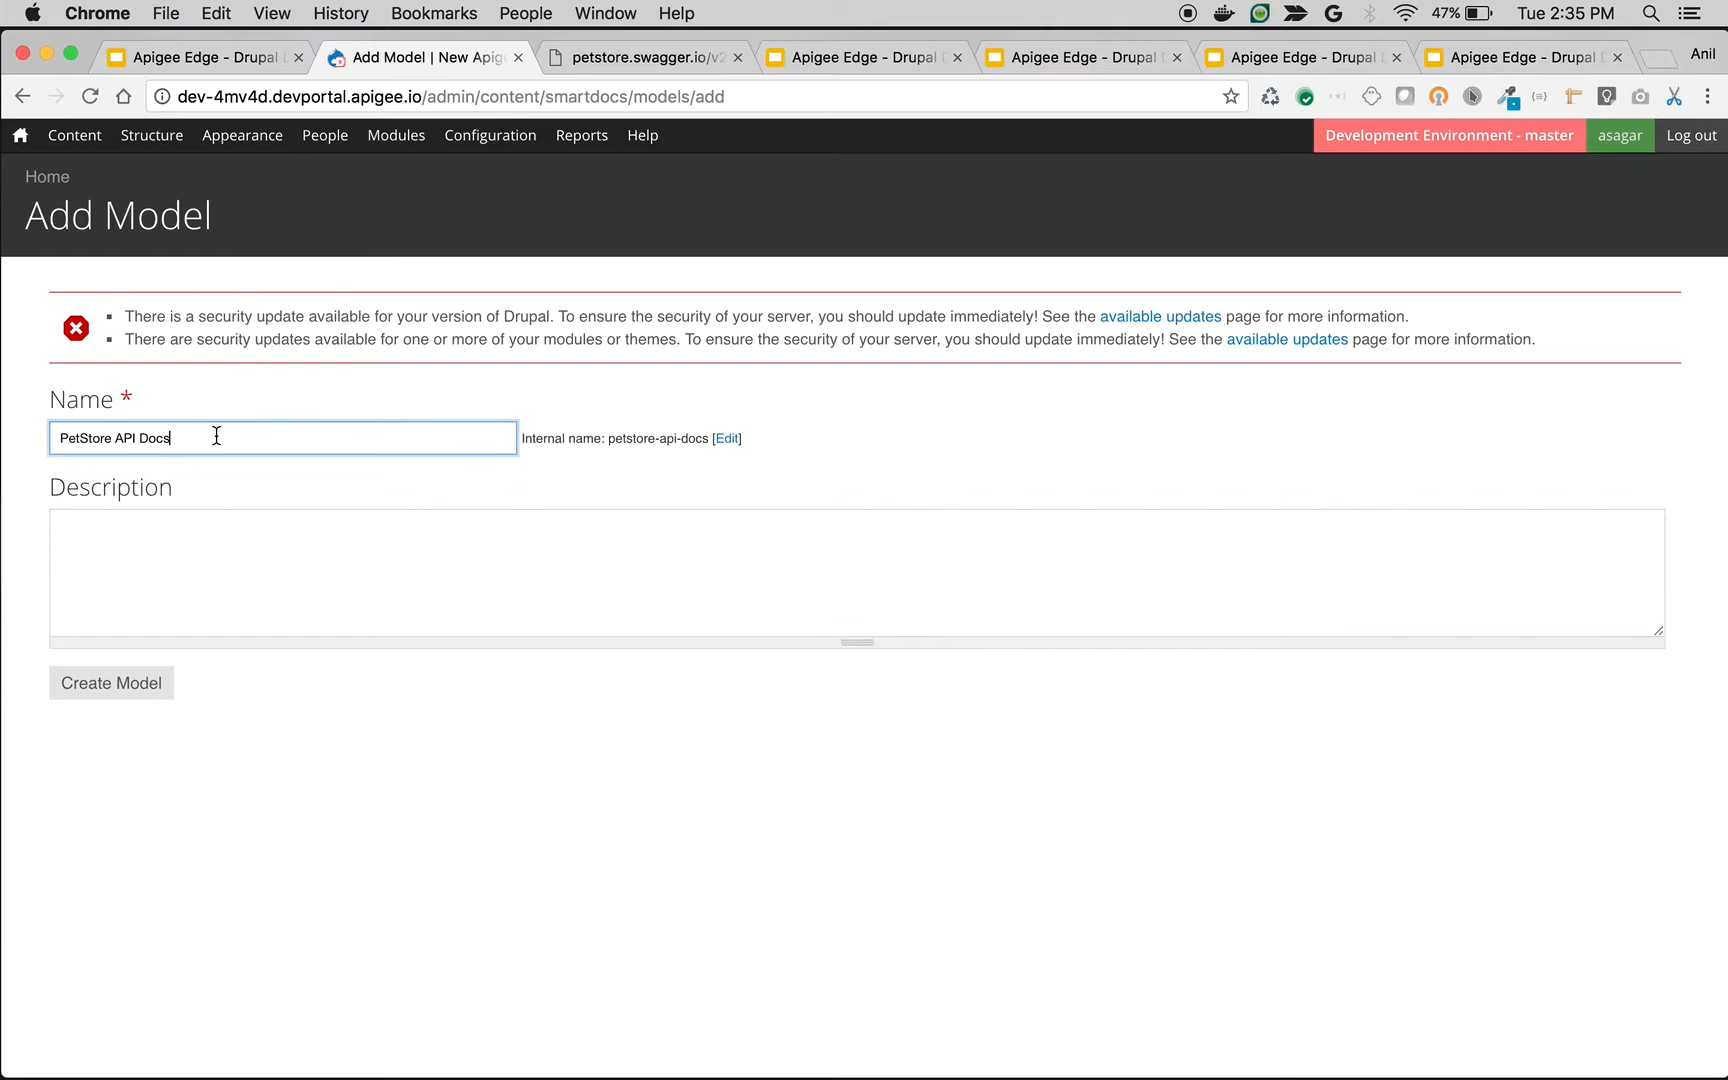 Chrome File Edit View History Bookmarks People Window Help 47% Tue 2:35 PM
Apigee Edge - Drupal Add Model | New Apig petstore.swagger.io/v2 Apigee Edge - Drupal Apigee Edge - Drupal Apigee Edge - Drupal Apigee Edge - Drupal Anil
dev-4mv4d.devportal.apigee.io/admin/content/smartdocs/models/add
Content Structure Appearance People Modules Configuration Reports Help Development Environment - master asagar Log out
Home
Add Model
There is a security update available for your version of Drupal. To ensure the security of your server, you should update immediately! See the available updates page for more information.
There are security updates available for one or more of your modules or themes. To ensure the security of your server, you should update immediately! See the available updates page for more information.
Name *
PetStore API Docs Internal name: petstore-api-docs [Edit]
Description
Create Model